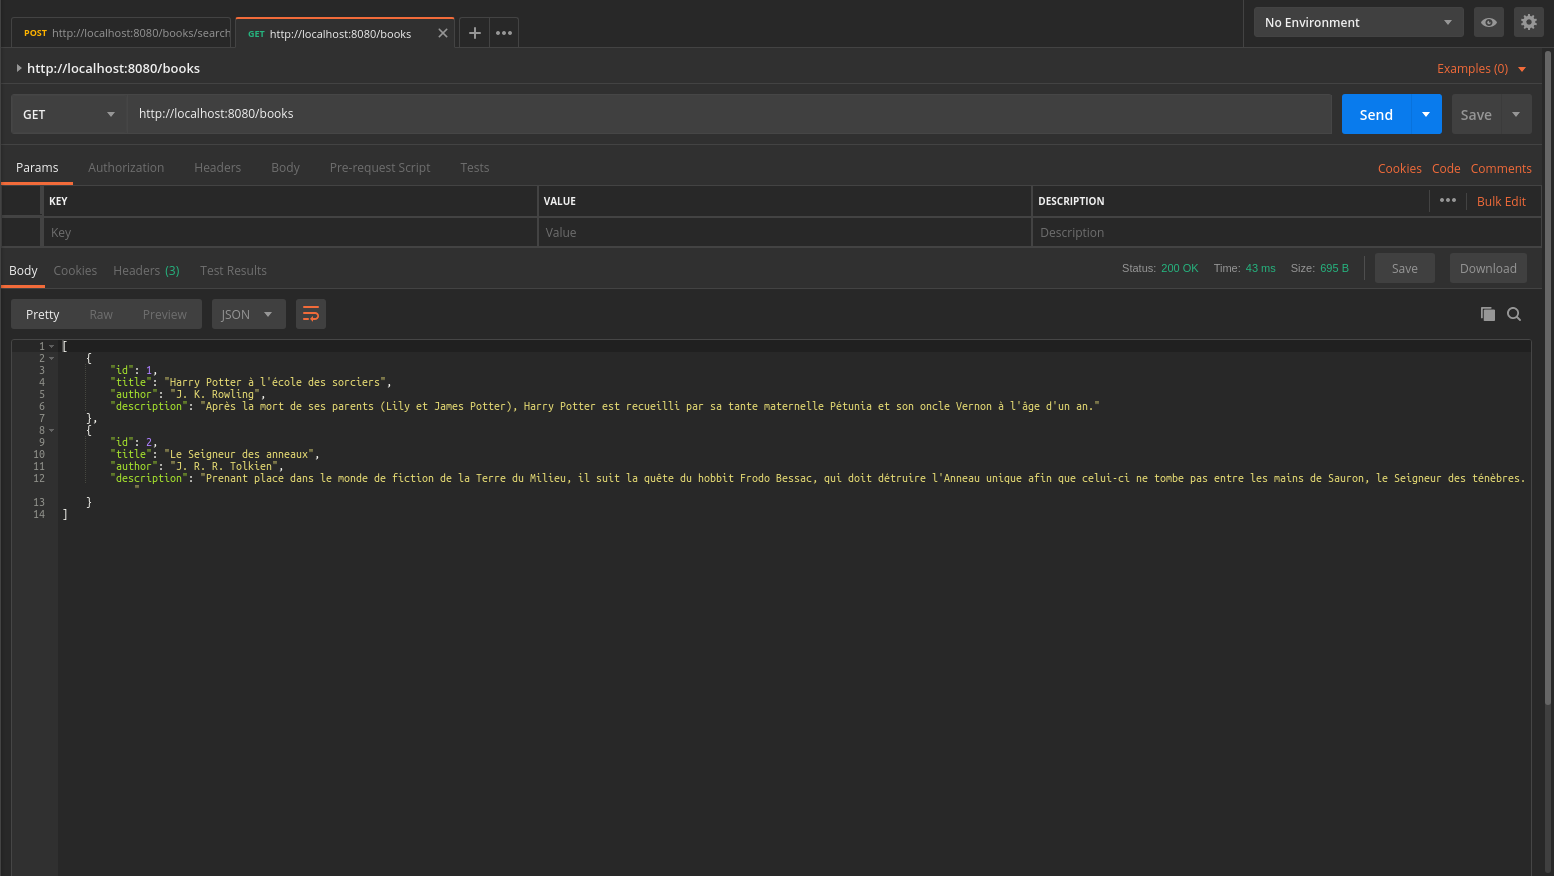 POST http://localhost:8080/books/search
GET http://localhost:8080/books
No Environment
http://localhost:8080/books
Examples (0)
GET http://localhost:8080/books
Send
Save
Params Authorization Headers Body Pre-request Script Tests
Cookies Code Comments
KEY VALUE DESCRIPTION
Bulk Edit
Key Value Description
Body Cookies Headers (3) Test Results
Status: 200 OK Time: 43 ms Size: 695 B
Save Download
Pretty Raw Preview JSON
1 [
2 {
3 "id": 1,
4 "title": "Harry Potter à l'école des sorciers",
5 "author": "J. K. Rowling",
6 "description": "Après la mort de ses parents (Lily et James Potter), Harry Potter est recueilli par sa tante maternelle Pétunia et son oncle Vernon à l'âge d'un an."
7 },
8 {
9 "id": 2,
10 "title": "Le Seigneur des anneaux",
11 "author": "J. R. R. Tolkien",
12 "description": "Prenant place dans le monde de fiction de la Terre du Milieu, il suit la quête du hobbit Frodo Bessac, qui doit détruire l'Anneau unique afin que celui-ci ne tombe pas entre les mains de Sauron, le Seigneur des ténèbres.
"
13 }
14 ]